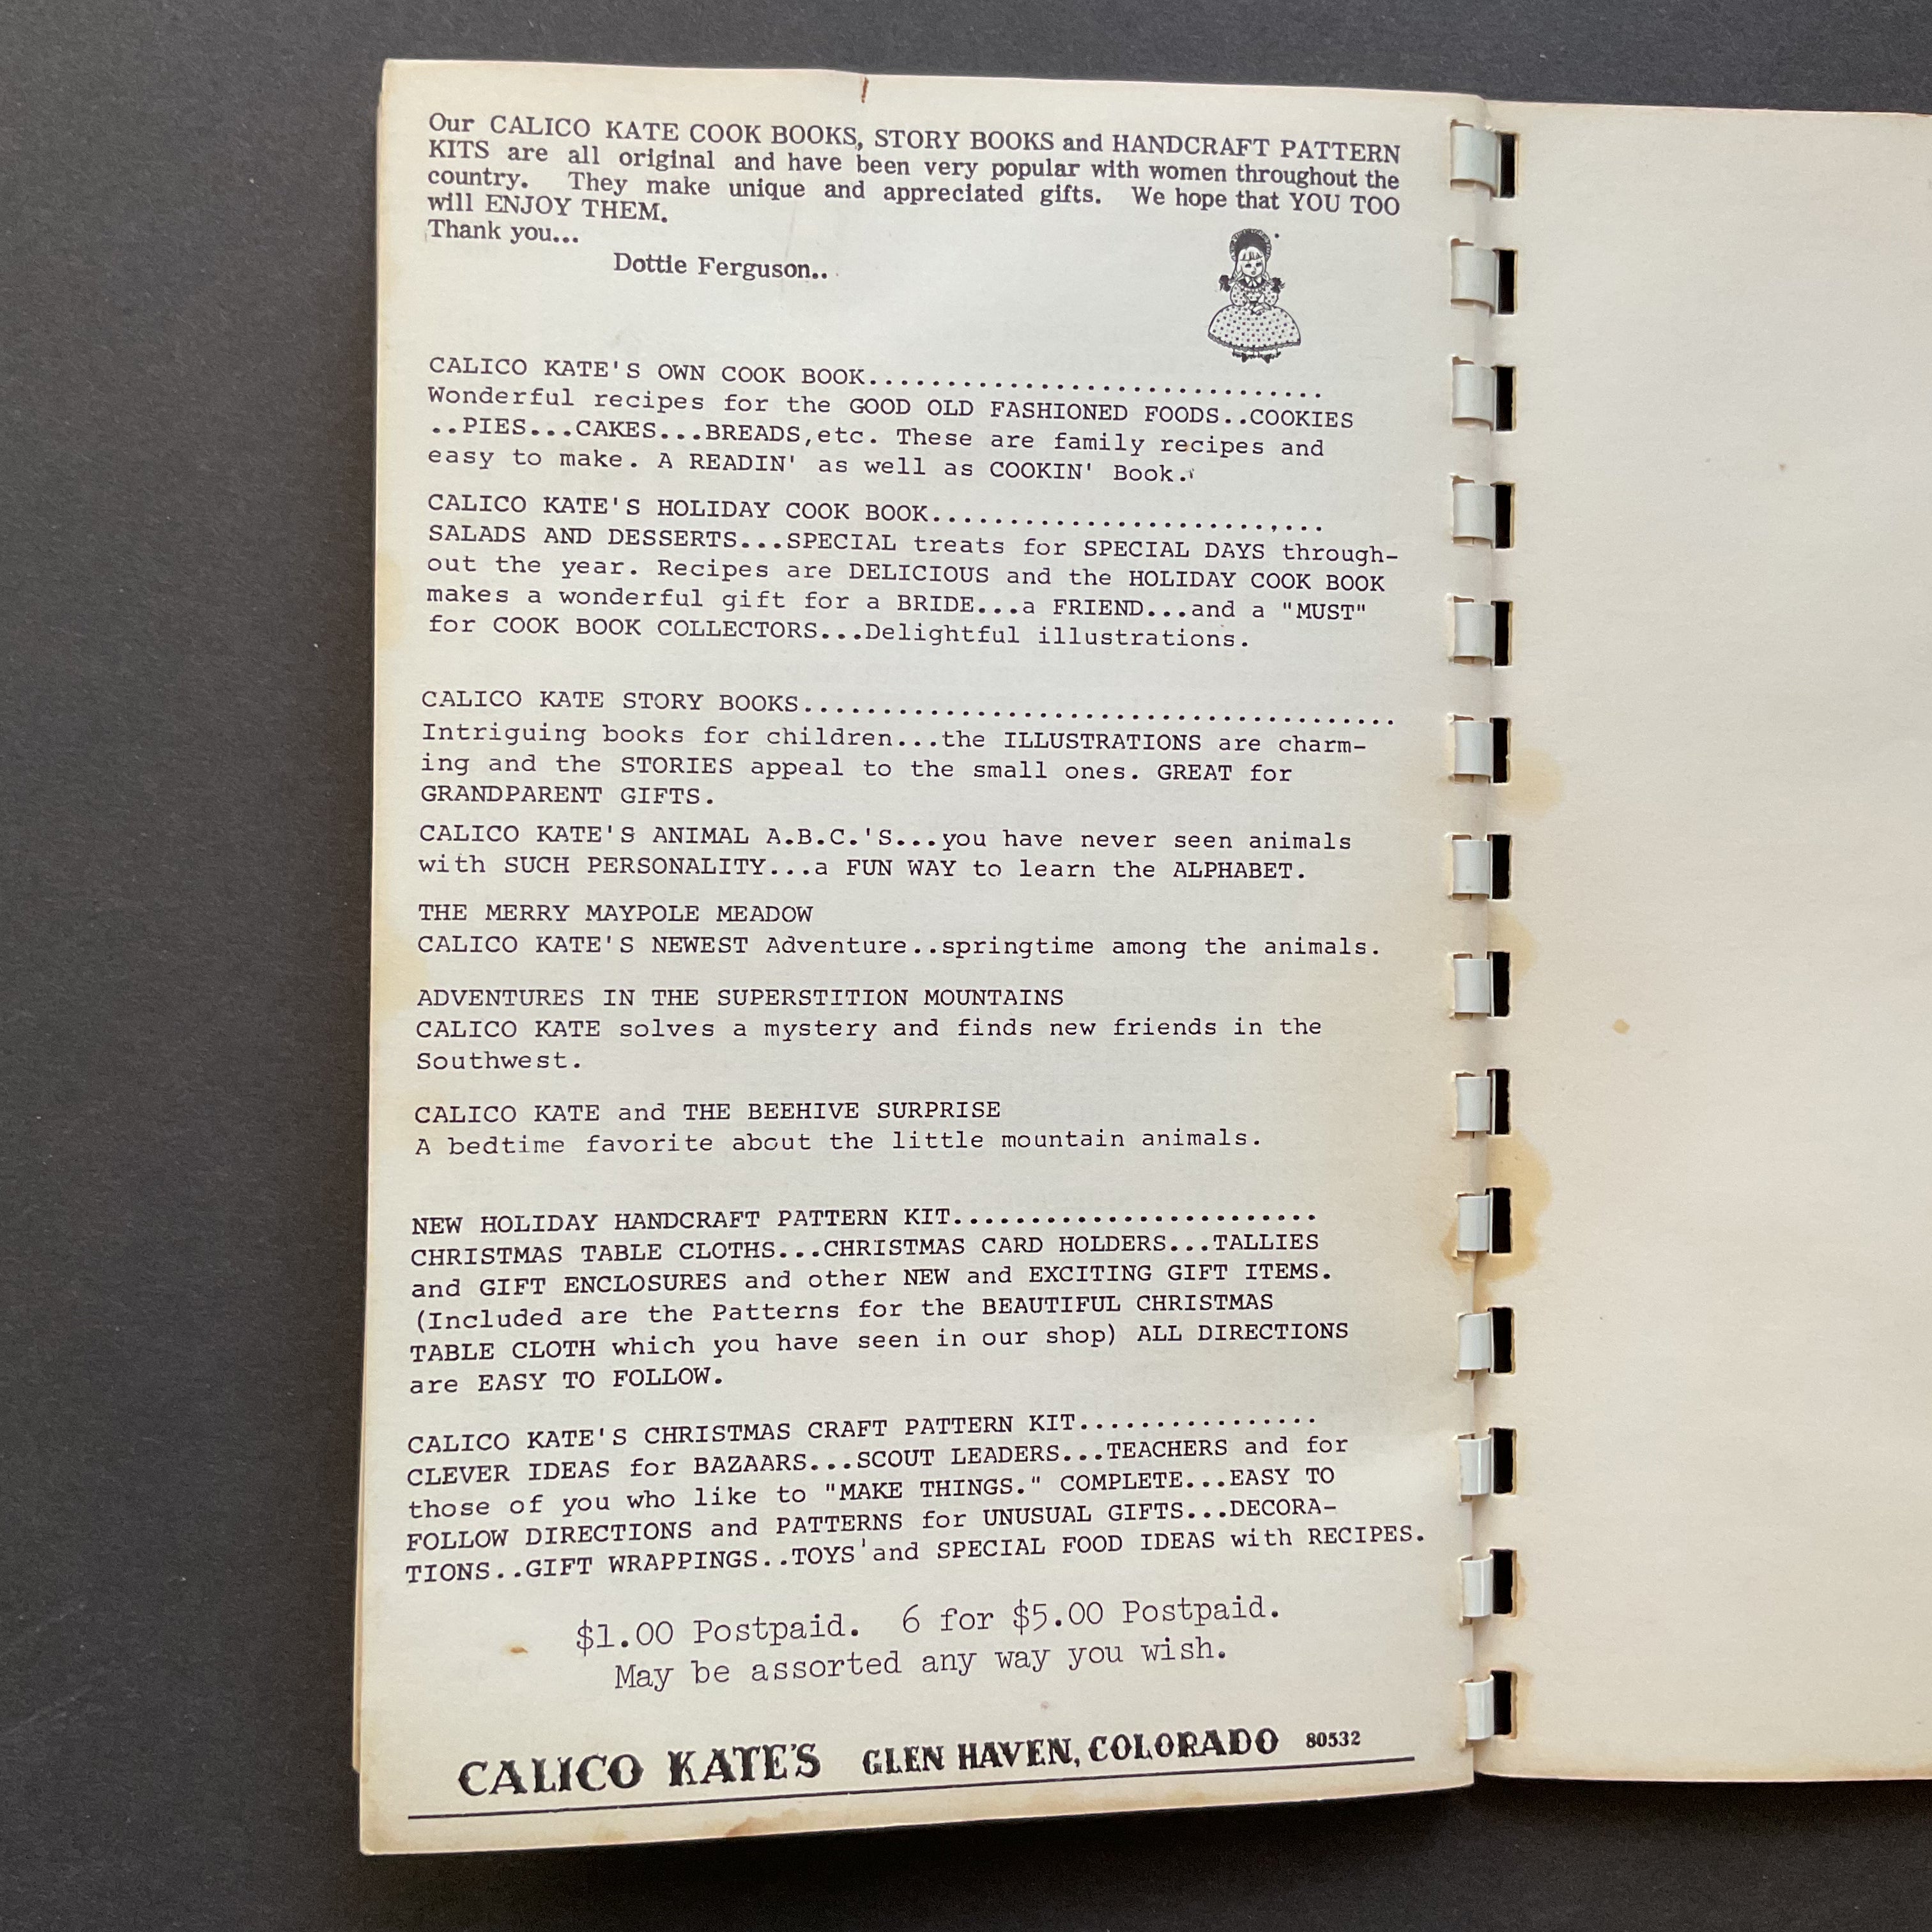 Our CALICO KATE COOK BOOKS, STORY BOOKS and HANDCRAFT PATTERN
KITS are all original and have been very popular with women throughout the
country. They make unique and appreciated gifts. We hope that YOU TOO
will ENJOY THEM.
Thank you...
Dottie Ferguson..
CALICO KATE'S OWN COOK BOOK.............................
Wonderful recipes for the GOOD OLD FASHIONED FOODS..COOKIES
..PIES...CAKES...BREADS,etc. These are family recipes and
easy to make. A READIN' as well as COOKIN' Book.
CALICO KATE'S HOLIDAY COOK BOOK.........................
SALADS AND DESSERTS...SPECIAL treats for SPECIAL DAYS through-
out the year. Recipes are DELICIOUS and the HOLIDAY COOK BOOK
makes a wonderful gift for a BRIDE...a FRIEND...and a "MUST"
for COOK BOOK COLLECTORS...Delightful illustrations.
CALICO KATE STORY BOOKS......................................
Intriguing books for children...the ILLUSTRATIONS are charm-
ing and the STORIES appeal to the small ones. GREAT for
GRANDPARENT GIFTS.
CALICO KATE'S ANIMAL A.B.C.'S...you have never seen animals
with SUCH PERSONALITY...a FUN WAY to learn the ALPHABET.
THE MERRY MAYPOLE MEADOW
CALICO KATE'S NEWEST Adventure..springtime among the animals.
ADVENTURES IN THE SUPERSTITION MOUNTAINS
CALICO KATE solves a mystery and finds new friends in the
Southwest.
CALICO KATE and THE BEEHIVE SURPRISE
A bedtime favorite about the little mountain animals.
NEW HOLIDAY HANDCRAFT PATTERN KIT........................
CHRISTMAS TABLE CLOTHS...CHRISTMAS CARD HOLDERS...TALLIES
and GIFT ENCLOSURES and other NEW and EXCITING GIFT ITEMS.
(Included are the Patterns for the BEAUTIFUL CHRISTMAS
TABLE CLOTH which you have seen in our shop) ALL DIRECTIONS
are EASY TO FOLLOW.
CALICO KATE'S CHRISTMAS CRAFT PATTERN KIT................
CLEVER IDEAS for BAZAARS...SCOUT LEADERS...TEACHERS and for
those of you who like to "MAKE THINGS." COMPLETE...EASY TO
FOLLOW DIRECTIONS and PATTERNS for UNUSUAL GIFTS...DECORA-
TIONS..GIFT WRAPPINGS..TOYS and SPECIAL FOOD IDEAS with RECIPES.
$1.00 Postpaid. 6 for $5.00 Postpaid.
May be assorted any way you wish.
CALICO KATE'S GLEN HAVEN, COLORADO 80532